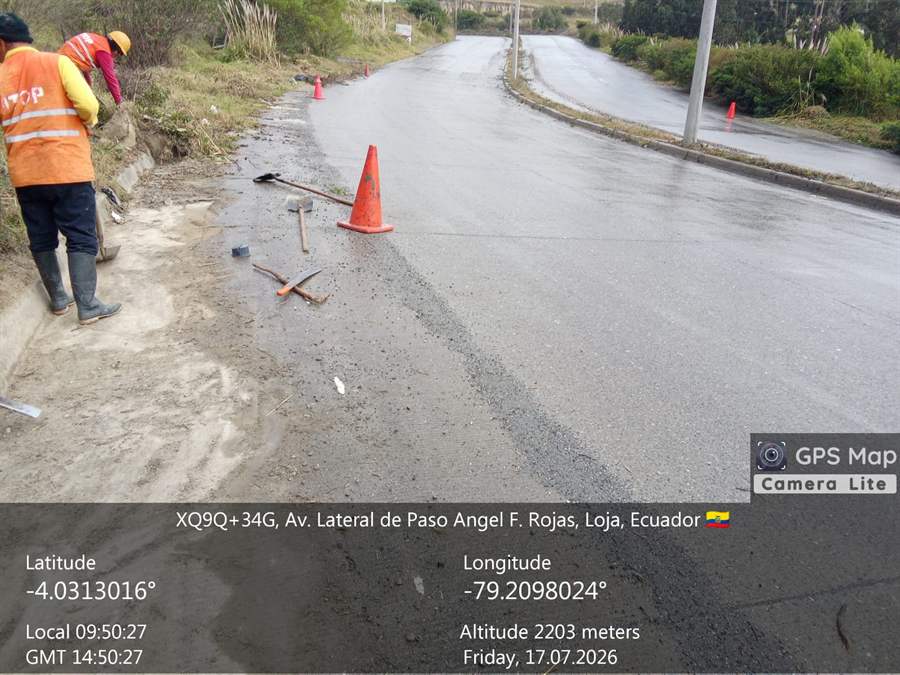 MTOP
GPS Map
Camera Lite
XQ9Q+34G, Av. Lateral de Paso Angel F. Rojas, Loja, Ecuador
Latitude
-4.0313016°
Longitude
-79.2098024°
Local 09:50:27
GMT 14:50:27
Altitude 2203 meters
Friday, 17.07.2026